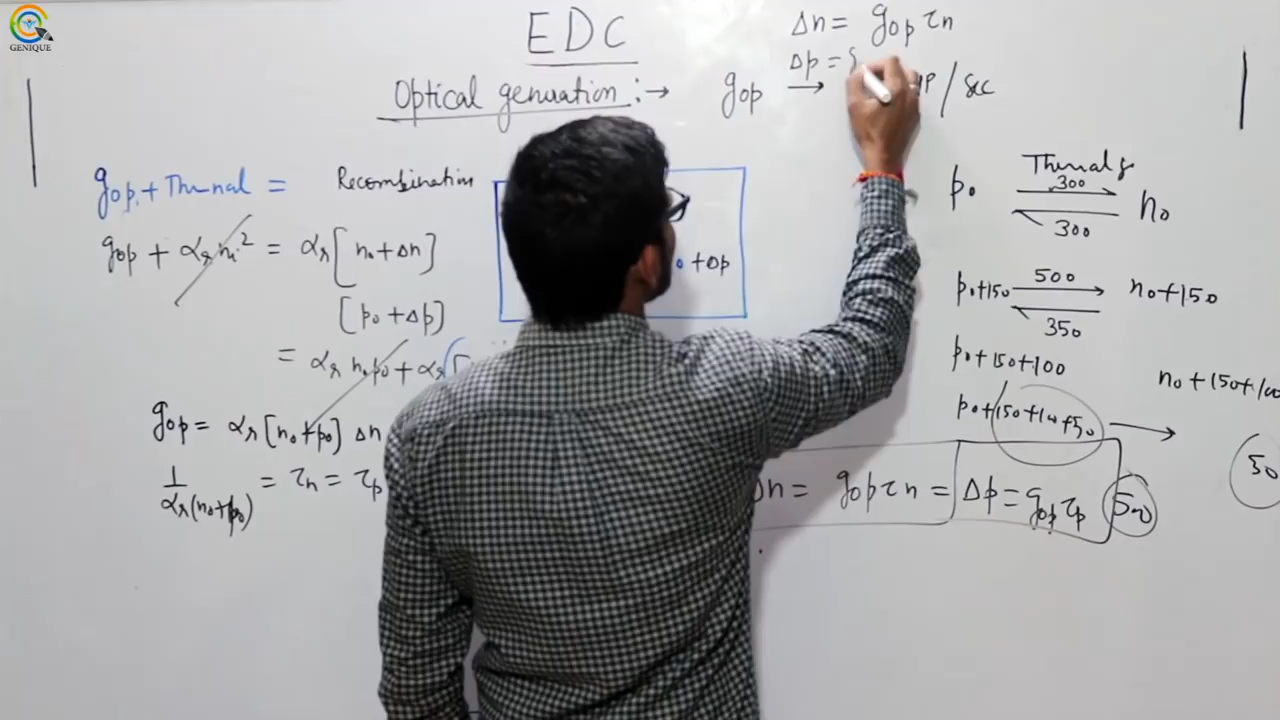 GENIQUE
EDC
Δn = gop τn
Δp =
Optical generation :→ gop → /sec
gop + Thermal = Recombination
gop + αr ni² = αr [n₀ + Δn]
[p₀ + Δp]
= αr n₀p₀ + αr [
gop = αr [n₀ + p₀] Δn
1/αr(n₀+p₀) = τn = τp
+ Δp
Thermal g
p₀ 300 n₀
300
p₀+150 500 n₀+150
350
p₀+150+100
n₀+150+100
p₀+150+100+50 →
50
Δn = gop τn = Δp = gop τp 500